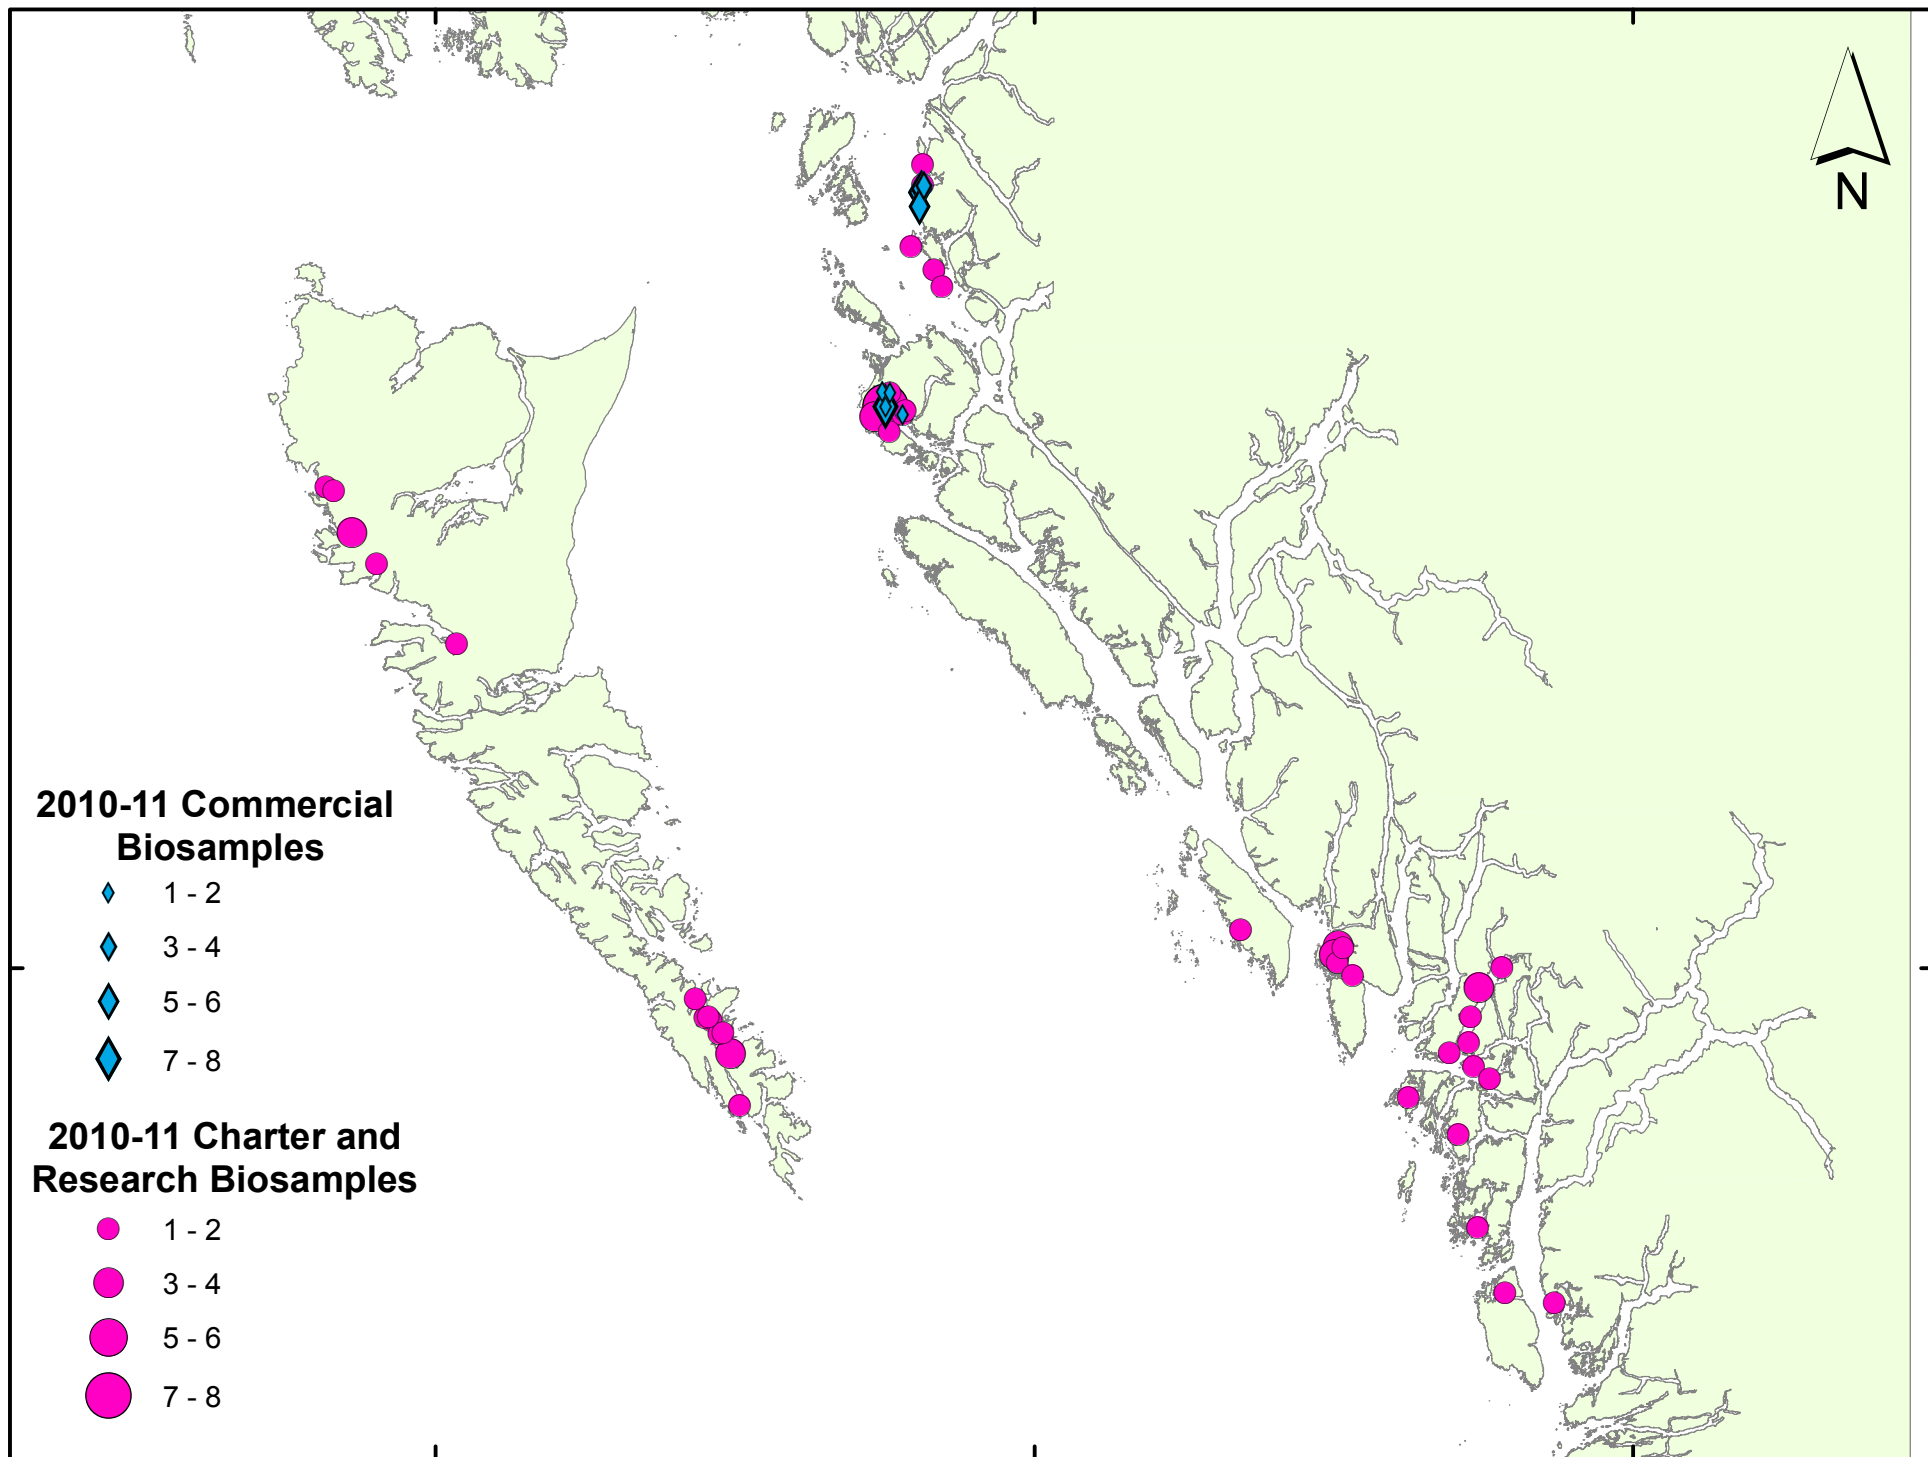 N
2010-11 Commercial
Biosamples
1 - 2
3 - 4
5 - 6
7 - 8
2010-11 Charter and
Research Biosamples
1 - 2
3 - 4
5 - 6
7 - 8